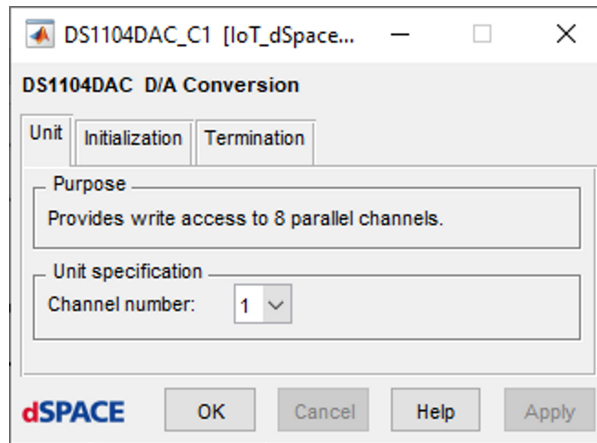 DS1104DAC_C1 [IoT_dSpace...
DS1104DAC D/A Conversion
Unit Initialization Termination
Purpose
Provides write access to 8 parallel channels.
Unit specification
Channel number: 1
dSPACE OK Cancel Help Apply